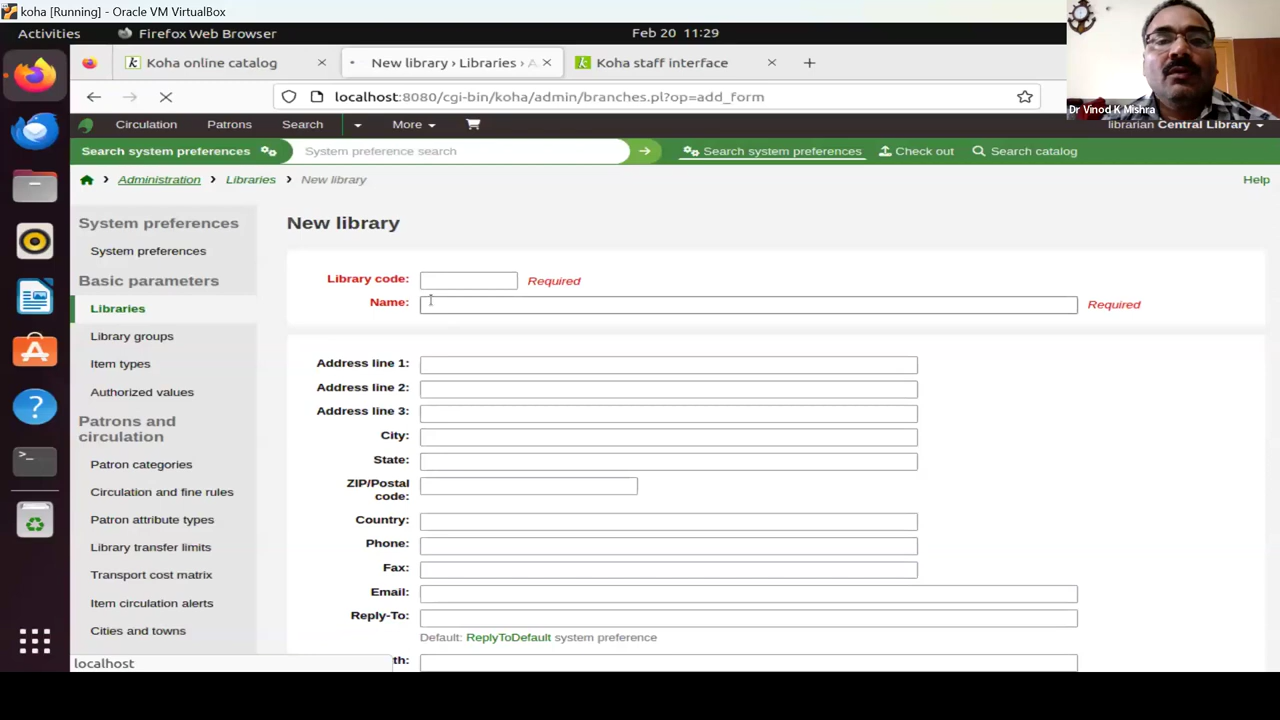 koha [Running] - Oracle VM VirtualBox
Activities Firefox Web Browser Feb 20 11:29
Koha online catalog New library › Libraries › A Koha staff interface
localhost:8080/cgi-bin/koha/admin/branches.pl?op=add_form
Dr Vinod K Mishra
Circulation Patrons Search More librarian Central Library
Search system preferences System preference search Search system preferences Check out Search catalog
Administration Libraries New library Help
System preferences
System preferences
Basic parameters
Libraries
Library groups
Item types
Authorized values
Patrons and
circulation
Patron categories
Circulation and fine rules
Patron attribute types
Library transfer limits
Transport cost matrix
Item circulation alerts
Cities and towns
localhost
New library
Library code: Required
Name: Required
Address line 1:
Address line 2:
Address line 3:
City:
State:
ZIP/Postal
code:
Country:
Phone:
Fax:
Email:
Reply-To:
Default: ReplyToDefault system preference
th: